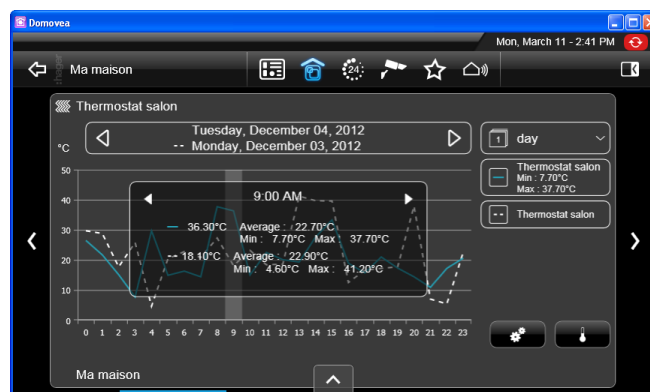 Domovea
Mon, March 11 - 2:41 PM
:hager
Ma maison
24
Thermostat salon
°C
Tuesday, December 04, 2012
-- Monday, December 03, 2012
1 day
Thermostat salon
Min : 7.70°C
Max : 37.70°C
Thermostat salon
50
40
30
20
10
0
9:00 AM
36.30°C Average : 22.70°C
Min : 7.70°C Max : 37.70°C
18.10°C Average : 22.90°C
Min : 4.60°C Max : 41.20°C
0 1 2 3 4 5 6 7 8 9 10 11 12 13 14 15 16 17 18 19 20 21 22 23
Ma maison